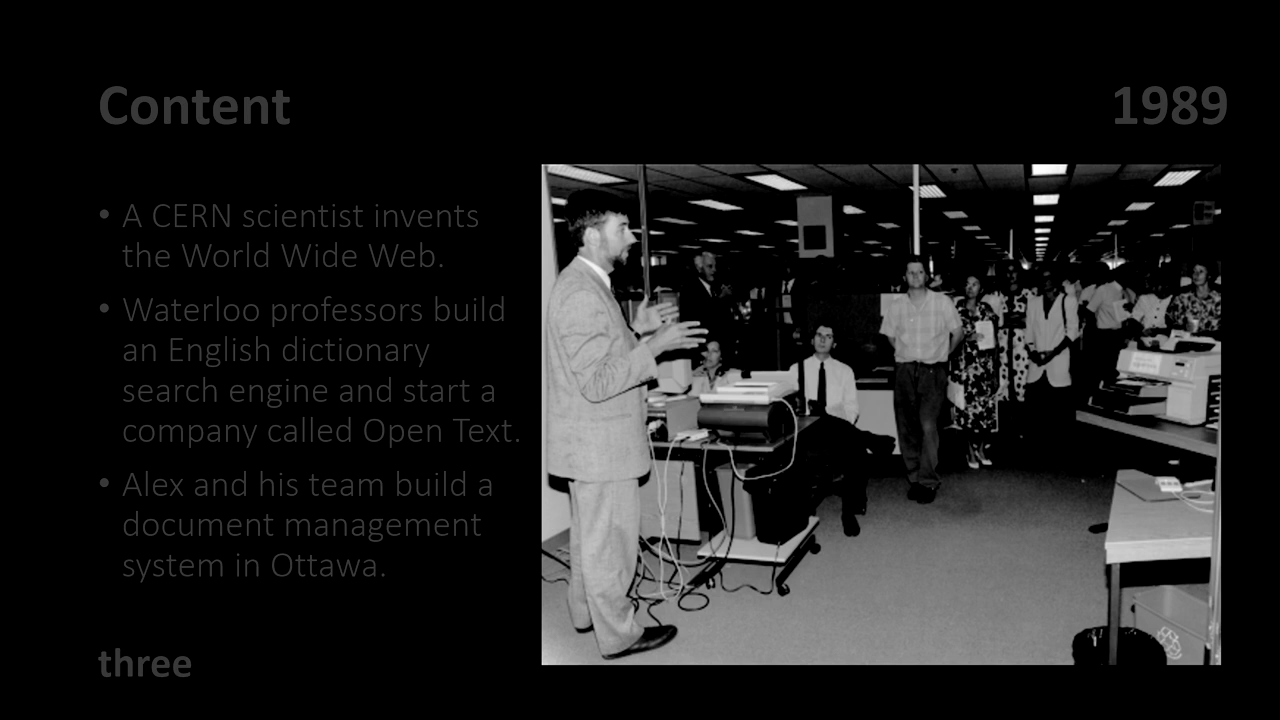 Content
1989
• A CERN scientist invents
the World Wide Web.
• Waterloo professors build
an English dictionary
search engine and start a
company called Open Text.
• Alex and his team build a
document management
system in Ottawa.
three